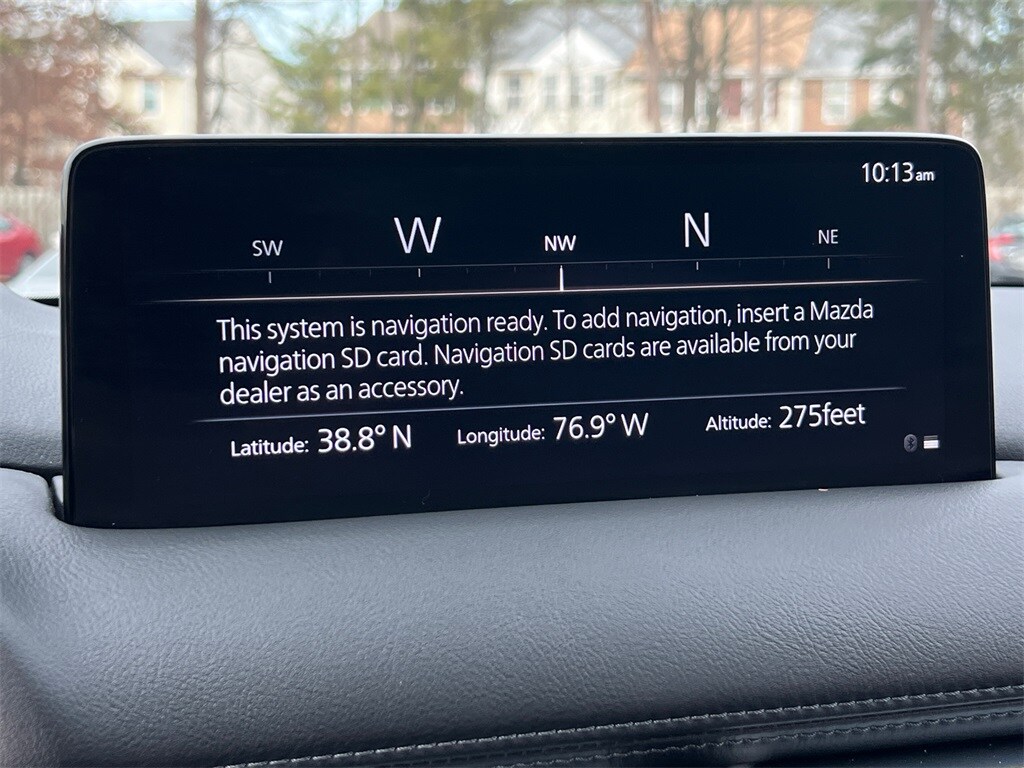 10:13am
SW W NW N NE
This system is navigation ready. To add navigation, insert a Mazda
navigation SD card. Navigation SD cards are available from your
dealer as an accessory.
Latitude: 38.8° N Longitude: 76.9° W Altitude: 275feet